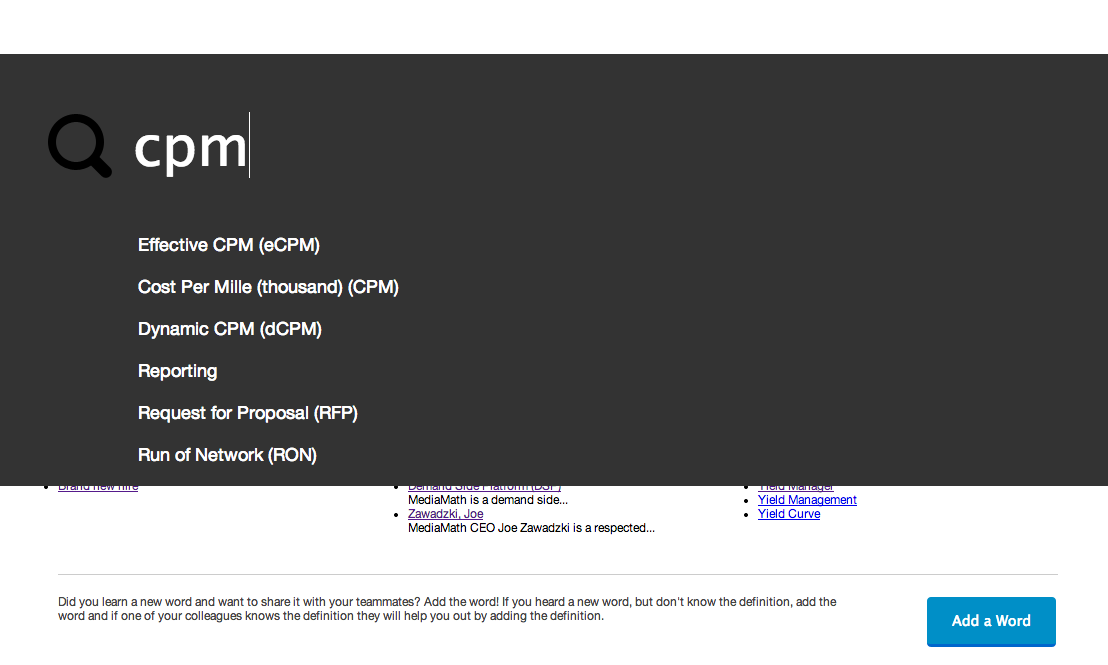 cpm
Effective CPM (eCPM)
Cost Per Mille (thousand) (CPM)
Dynamic CPM (dCPM)
Reporting
Request for Proposal (RFP)
Run of Network (RON)
Brand new hire
Demand Side Platform (DSP)
MediaMath is a demand side...
Zawadzki, Joe
MediaMath CEO Joe Zawadzki is a respected...
Yield Manager
Yield Management
Yield Curve
Did you learn a new word and want to share it with your teammates? Add the word! If you heard a new word, but don't know the definition, add the
word and if one of your colleagues knows the definition they will help you out by adding the definition.
Add a Word